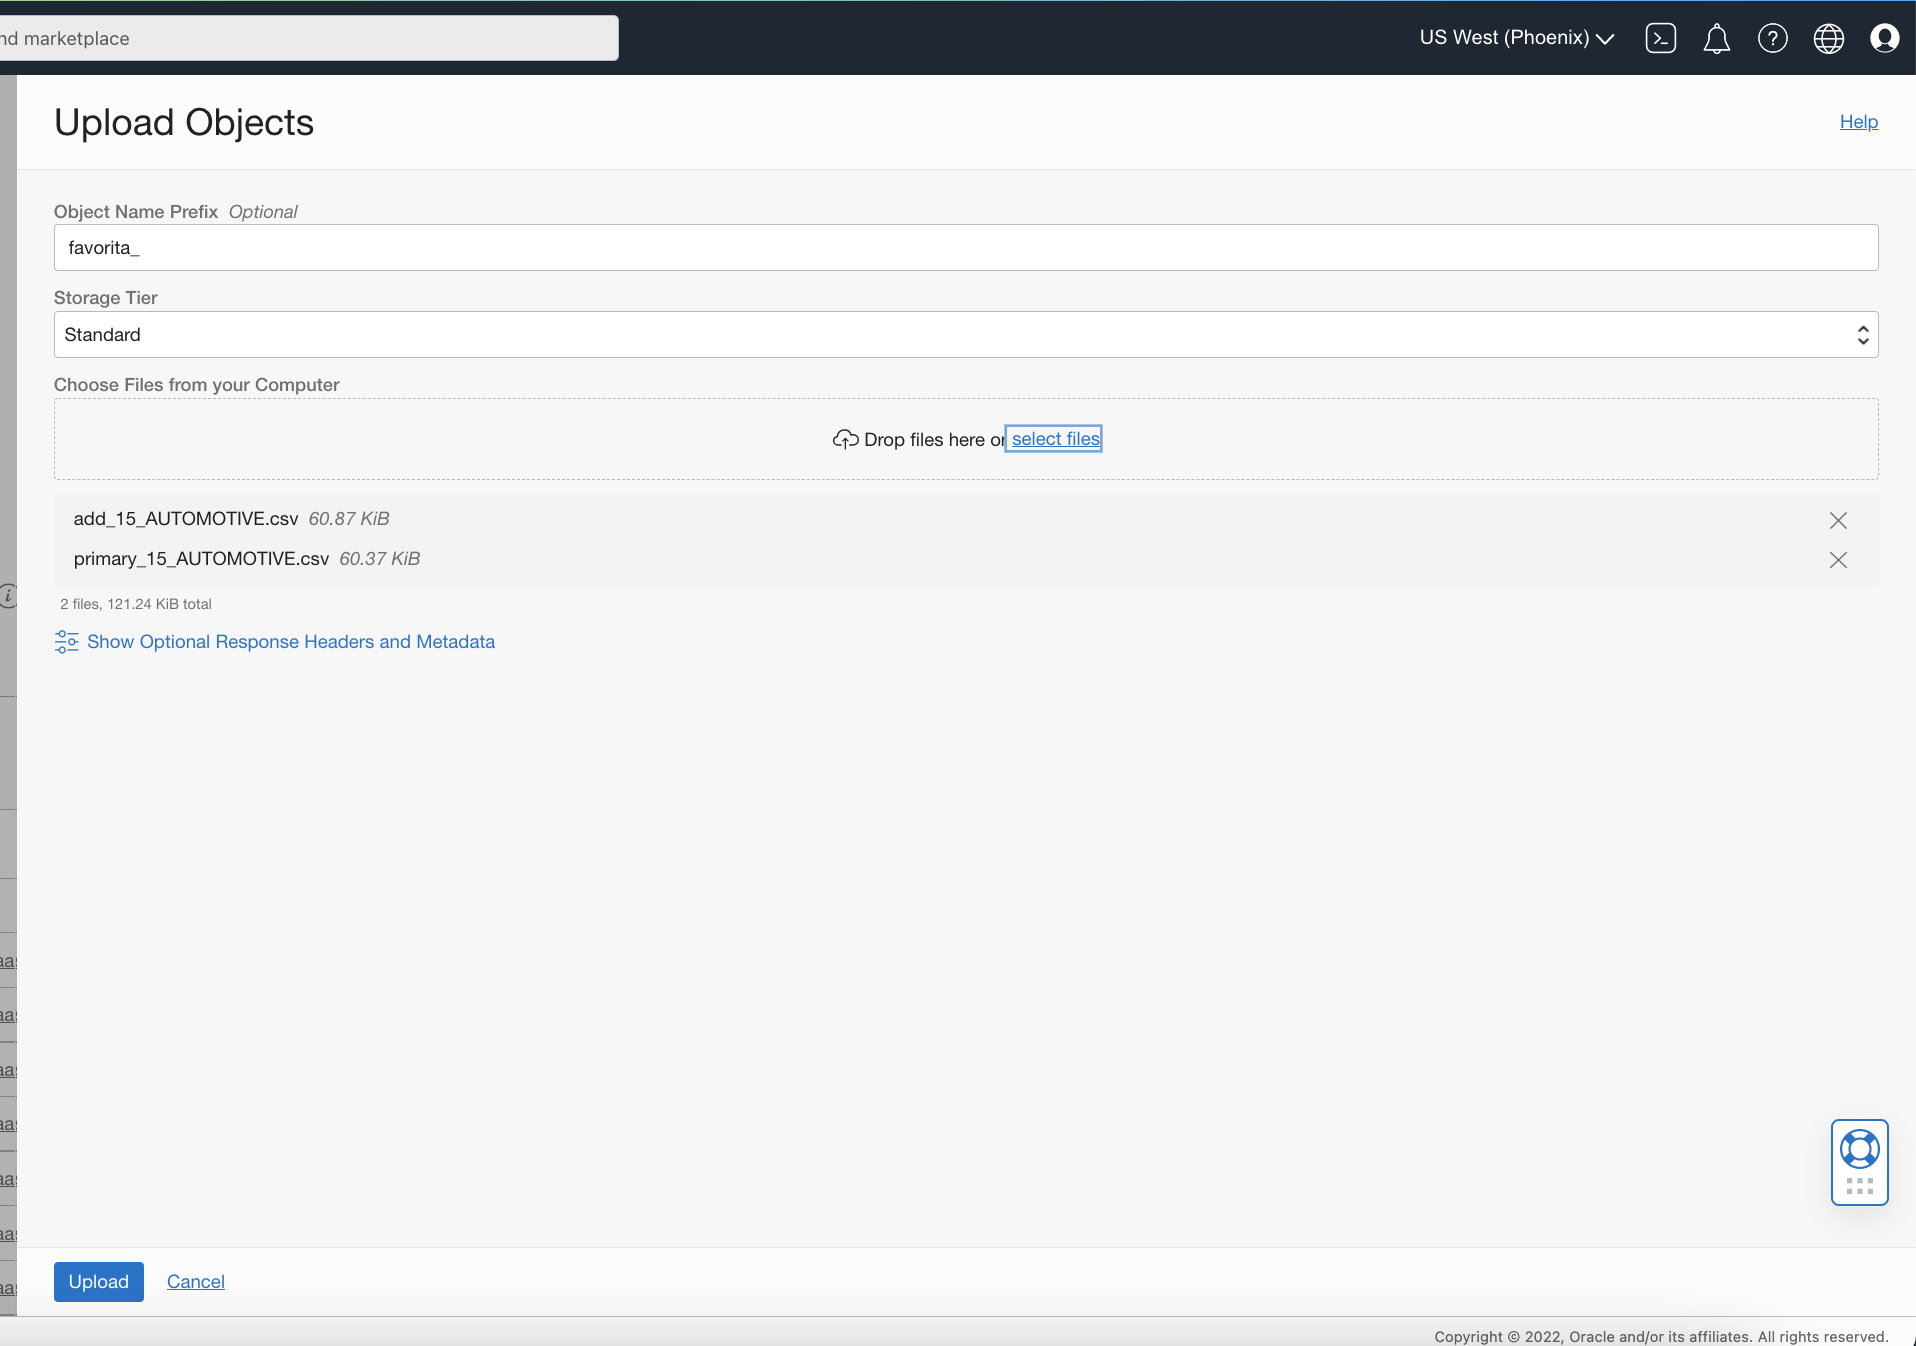 nd marketplace
US West (Phoenix)
Upload Objects
Help
Object Name Prefix Optional
favorita_
Storage Tier
Standard
Choose Files from your Computer
Drop files here or select files
add_15_AUTOMOTIVE.csv 60.87 KiB
primary_15_AUTOMOTIVE.csv 60.37 KiB
2 files, 121.24 KiB total
Show Optional Response Headers and Metadata
Upload
Cancel
Copyright © 2022, Oracle and/or its affiliates. All rights reserved.